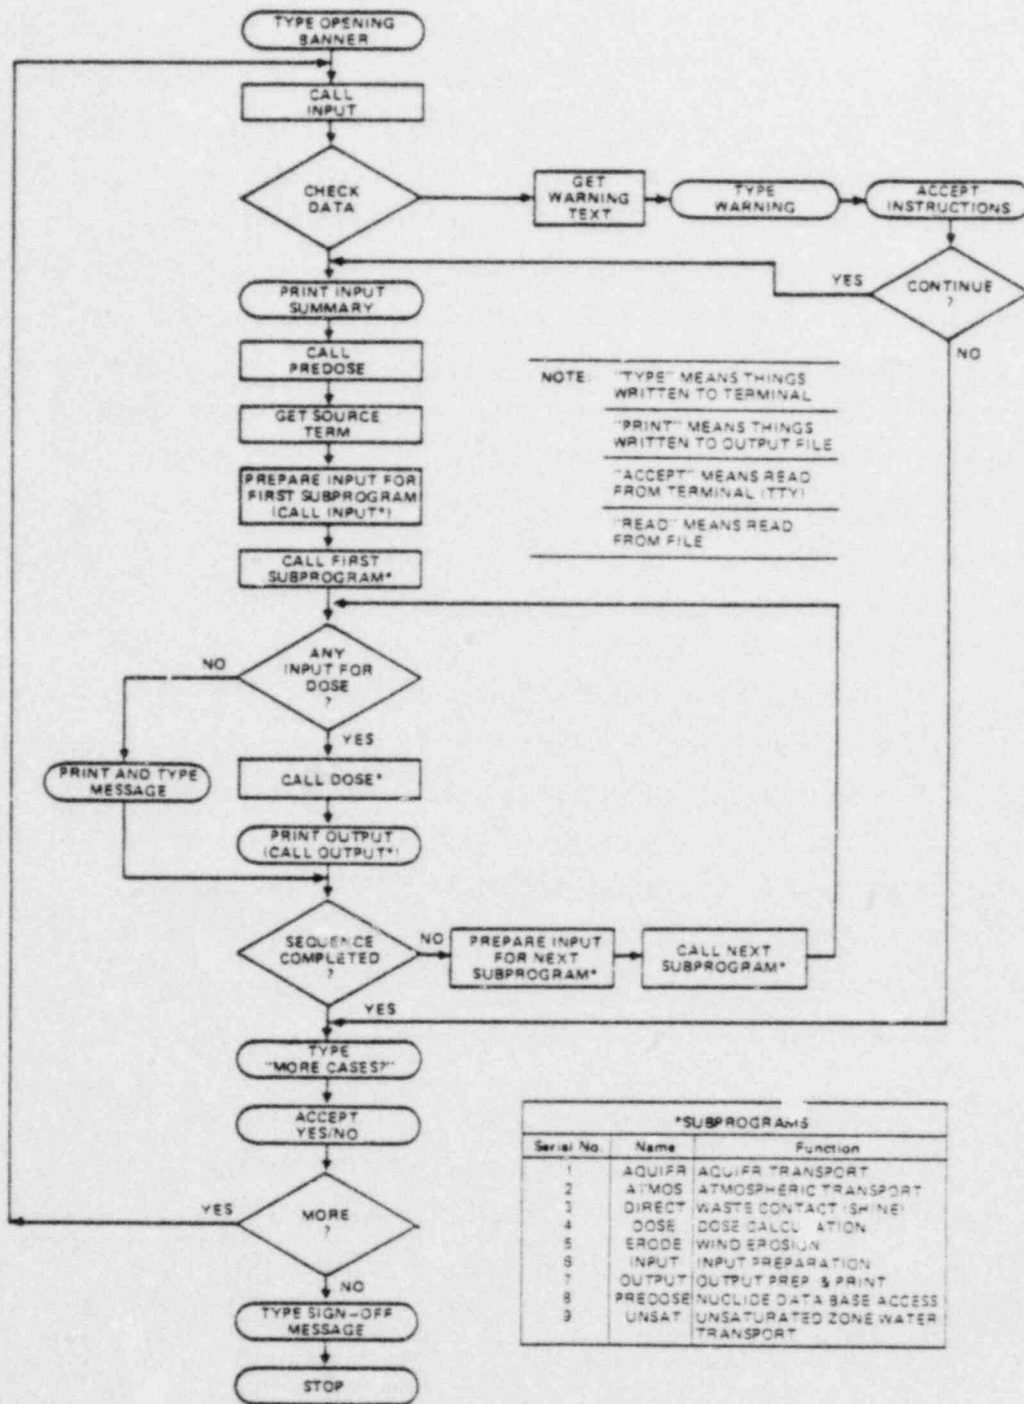 TYPE OPENING
BANNER
CALL
INPUT
CHECK
DATA
GET
WARNING
TEXT
TYPE
WARNING
ACCEPT
INSTRUCTIONS
YES
CONTINUE
?
NO
PRINT INPUT
SUMMARY
CALL
PREDOSE
GET SOURCE
TERM
PREPARE INPUT FOR
FIRST SUBPROGRAM
(CALL INPUT*)
CALL FIRST
SUBPROGRAM*
NOTE: "TYPE" MEANS THINGS
WRITTEN TO TERMINAL
"PRINT" MEANS THINGS
WRITTEN TO OUTPUT FILE
"ACCEPT" MEANS READ
FROM TERMINAL (TTY)
"READ" MEANS READ
FROM FILE
NO
ANY
INPUT FOR
DOSE
?
YES
PRINT AND TYPE
MESSAGE
CALL DOSE*
PRINT OUTPUT
(CALL OUTPUT*)
SEQUENCE
COMPLETED
?
NO
PREPARE INPUT
FOR NEXT
SUBPROGRAM*
CALL NEXT
SUBPROGRAM*
YES
TYPE
"MORE CASES?"
ACCEPT
YES/NO
YES
MORE
?
NO
TYPE SIGN-OFF
MESSAGE
STOP
*SUBPROGRAMS
Serial No. Name Function
1 AQUIFR AQUIFR TRANSPORT
2 ATMOS ATMOSPHERIC TRANSPORT
3 DIRECT WASTE CONTACT (SHINE)
4 DOSE DOSE CALCU ATION
5 ERODE WIND EROSION
6 INPUT INPUT PREPARATION
7 OUTPUT OUTPUT PREP & PRINT
8 PREDOSE NUCLIDE DATA BASE ACCESS
9 UNSAT UNSATURATED ZONE WATER
TRANSPORT